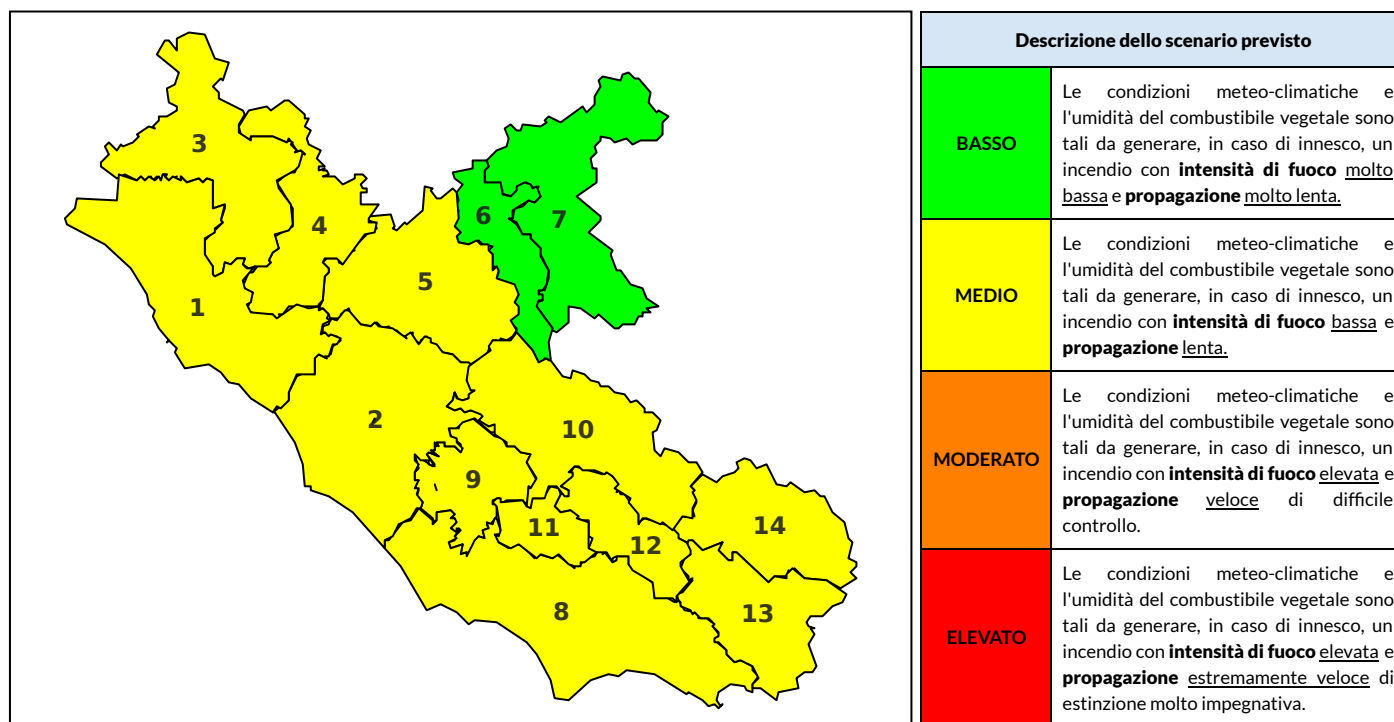 3
4
6
7
5
1
2
10
9
11
12
14
8
13
Descrizione dello scenario previsto
BASSO
Le condizioni meteo-climatiche e
l'umidità del combustibile vegetale sono
tali da generare, in caso di innesco, un
incendio con intensità di fuoco molto
bassa e propagazione molto lenta.
MEDIO
Le condizioni meteo-climatiche e
l'umidità del combustibile vegetale sono
tali da generare, in caso di innesco, un
incendio con intensità di fuoco bassa e
propagazione lenta.
MODERATO
Le condizioni meteo-climatiche e
l'umidità del combustibile vegetale sono
tali da generare, in caso di innesco, un
incendio con intensità di fuoco elevata e
propagazione veloce di difficile
controllo.
ELEVATO
Le condizioni meteo-climatiche e
l'umidità del combustibile vegetale sono
tali da generare, in caso di innesco, un
incendio con intensità di fuoco elevata e
propagazione estremamente veloce di
estinzione molto impegnativa.